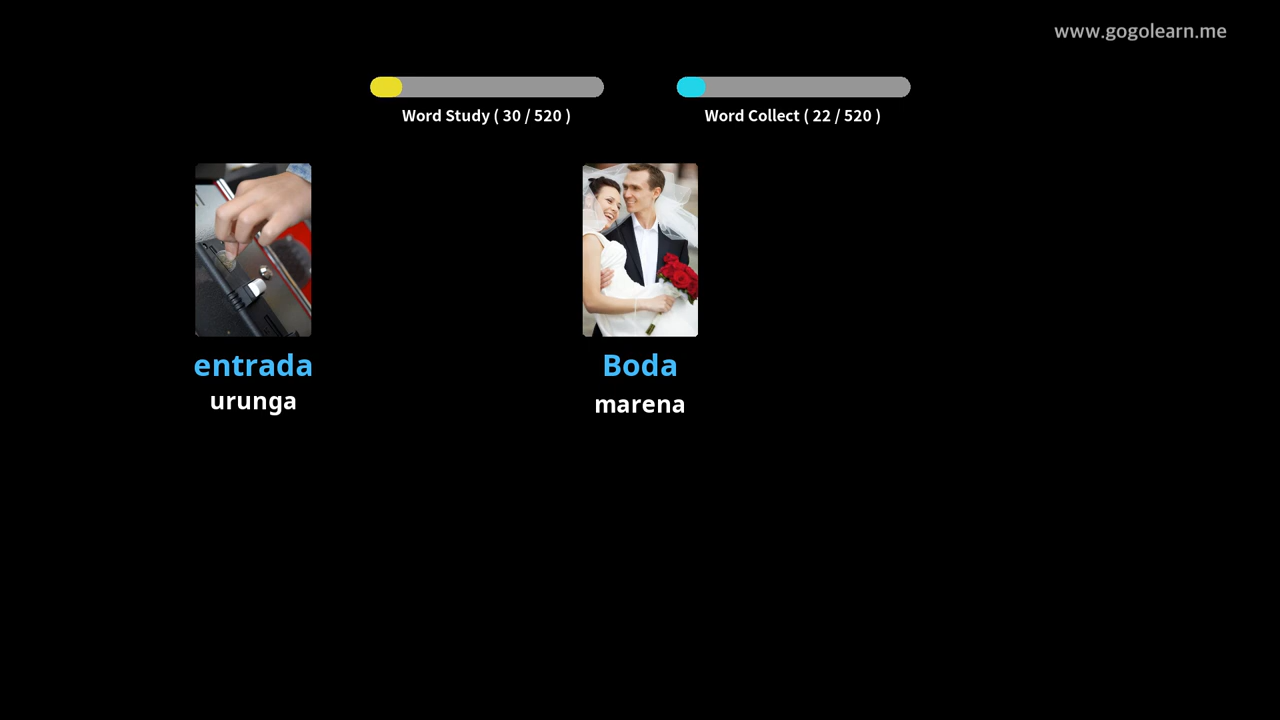 www.gogolearn.me
Word Study ( 30 / 520 )
Word Collect ( 22 / 520 )
entrada
urunga
Boda
marena